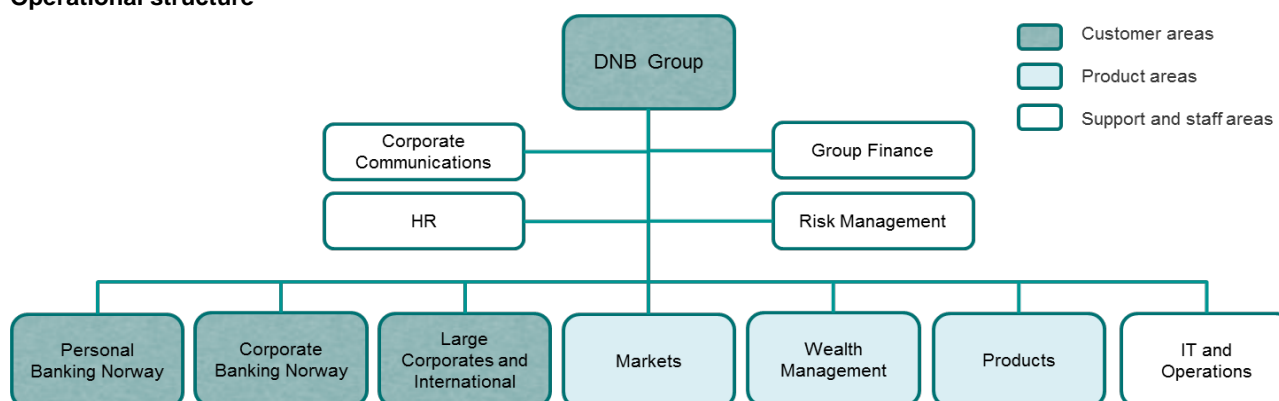 Operational structure
DNB Group
Customer areas
Product areas
Support and staff areas
Corporate
Communications
Group Finance
HR
Risk Management
Personal
Banking Norway
Corporate
Banking Norway
Large
Corporates and
International
Markets
Wealth
Management
Products
IT and
Operations